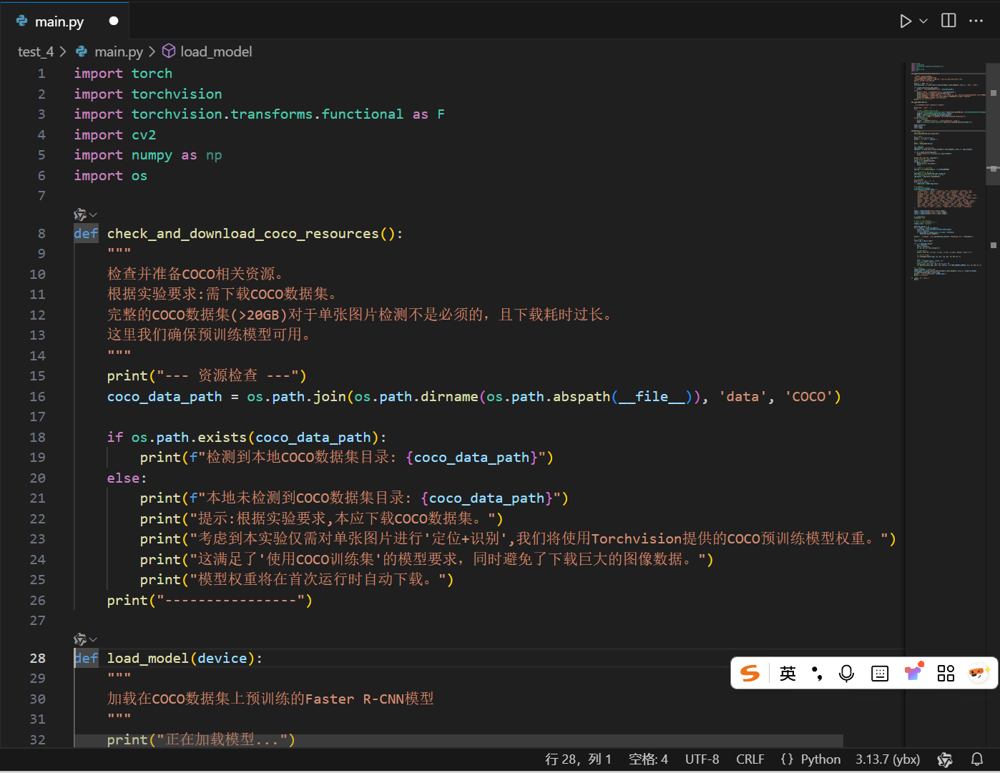 main.py
test_4 > main.py > load_model
1 import torch
2 import torchvision
3 import torchvision.transforms.functional as F
4 import cv2
5 import numpy as np
6 import os
7
8 def check_and_download_coco_resources():
9 """
10 检查并准备COCO相关资源。
11 根据实验要求:需下载COCO数据集。
12 完整的COCO数据集(>20GB)对于单张图片检测不是必须的，且下载耗时过长。
13 这里我们确保预训练模型可用。
14 """
15 print("--- 资源检查 ---")
16 coco_data_path = os.path.join(os.path.dirname(os.path.abspath(__file__)), 'data', 'COCO')
17
18 if os.path.exists(coco_data_path):
19 print(f"检测到本地COCO数据集目录: {coco_data_path}")
20 else:
21 print(f"本地未检测到COCO数据集目录: {coco_data_path}")
22 print("提示:根据实验要求,本应下载COCO数据集。")
23 print("考虑到本实验仅需对单张图片进行'定位+识别',我们将使用Torchvision提供的COCO预训练模型权重。")
24 print("这满足了'使用COCO训练集'的模型要求，同时避免了下载巨大的图像数据。")
25 print("模型权重将在首次运行时自动下载。")
26 print("----------------")
27
28 def load_model(device):
29 """
30 加载在COCO数据集上预训练的Faster R-CNN模型
31 """
32 print("正在加载模型...")
英
行 28，列 1 空格: 4 UTF-8 CRLF {} Python 3.13.7 (ybx)